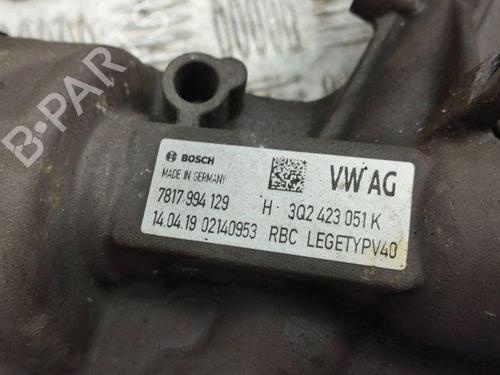 B-PARTS
BOSCH
MADE IN GERMANY
VW AG
7817 994 129 H 3Q2 423 051 K
14.04.19 02140953 RBC LEGETYPV40